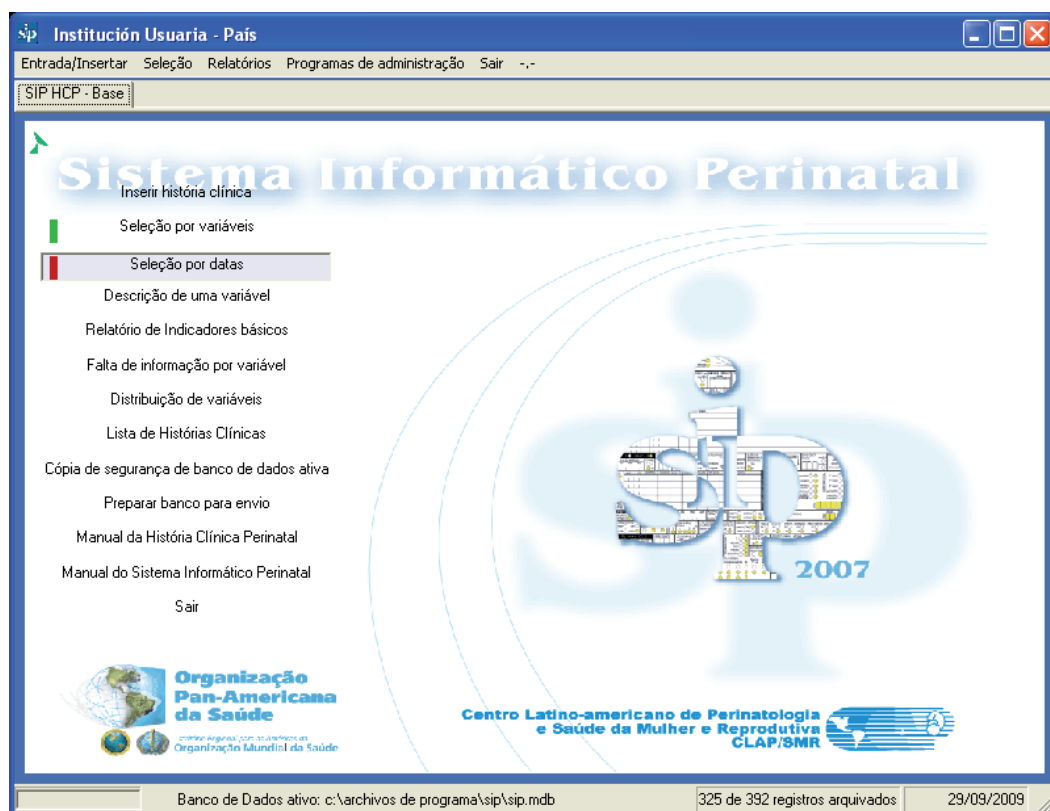 sip Institución Usuaria - País
Entrada/Insertar Seleção Relatórios Programas de administração Sair -.-
SIP HCP - Base
Sistema Informático Perinatal
Inserir história clínica
Seleção por variáveis
Seleção por datas
Descrição de uma variável
Relatório de Indicadores básicos
Falta de informação por variável
Distribuição de variáveis
Lista de Histórias Clínicas
Cópia de segurança de banco de dados ativa
Preparar banco para envio
Manual da História Clínica Perinatal
Manual do Sistema Informático Perinatal
Sair
sip
2007
Organização
Pan-Americana
da Saúde
Organização Mundial da Saúde
Centro Latino-americano de Perinatologia
e Saúde da Mulher e Reprodutiva
CLAP/SMR
Banco de Dados ativo: c:\archivos de programa\sip\sip.mdb 325 de 392 registros arquivados 29/09/2009